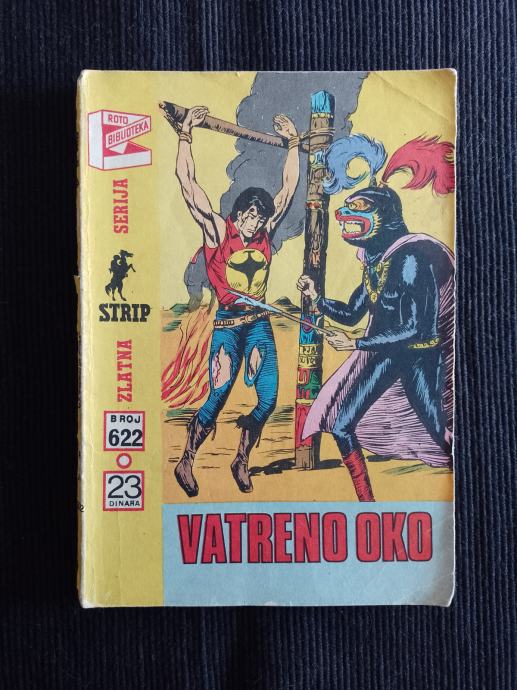 ROTO
BIBLIOTEKA
ZLATNA STRIP SERIJA
BROJ
622
23
DINARA
VATRENO OKO